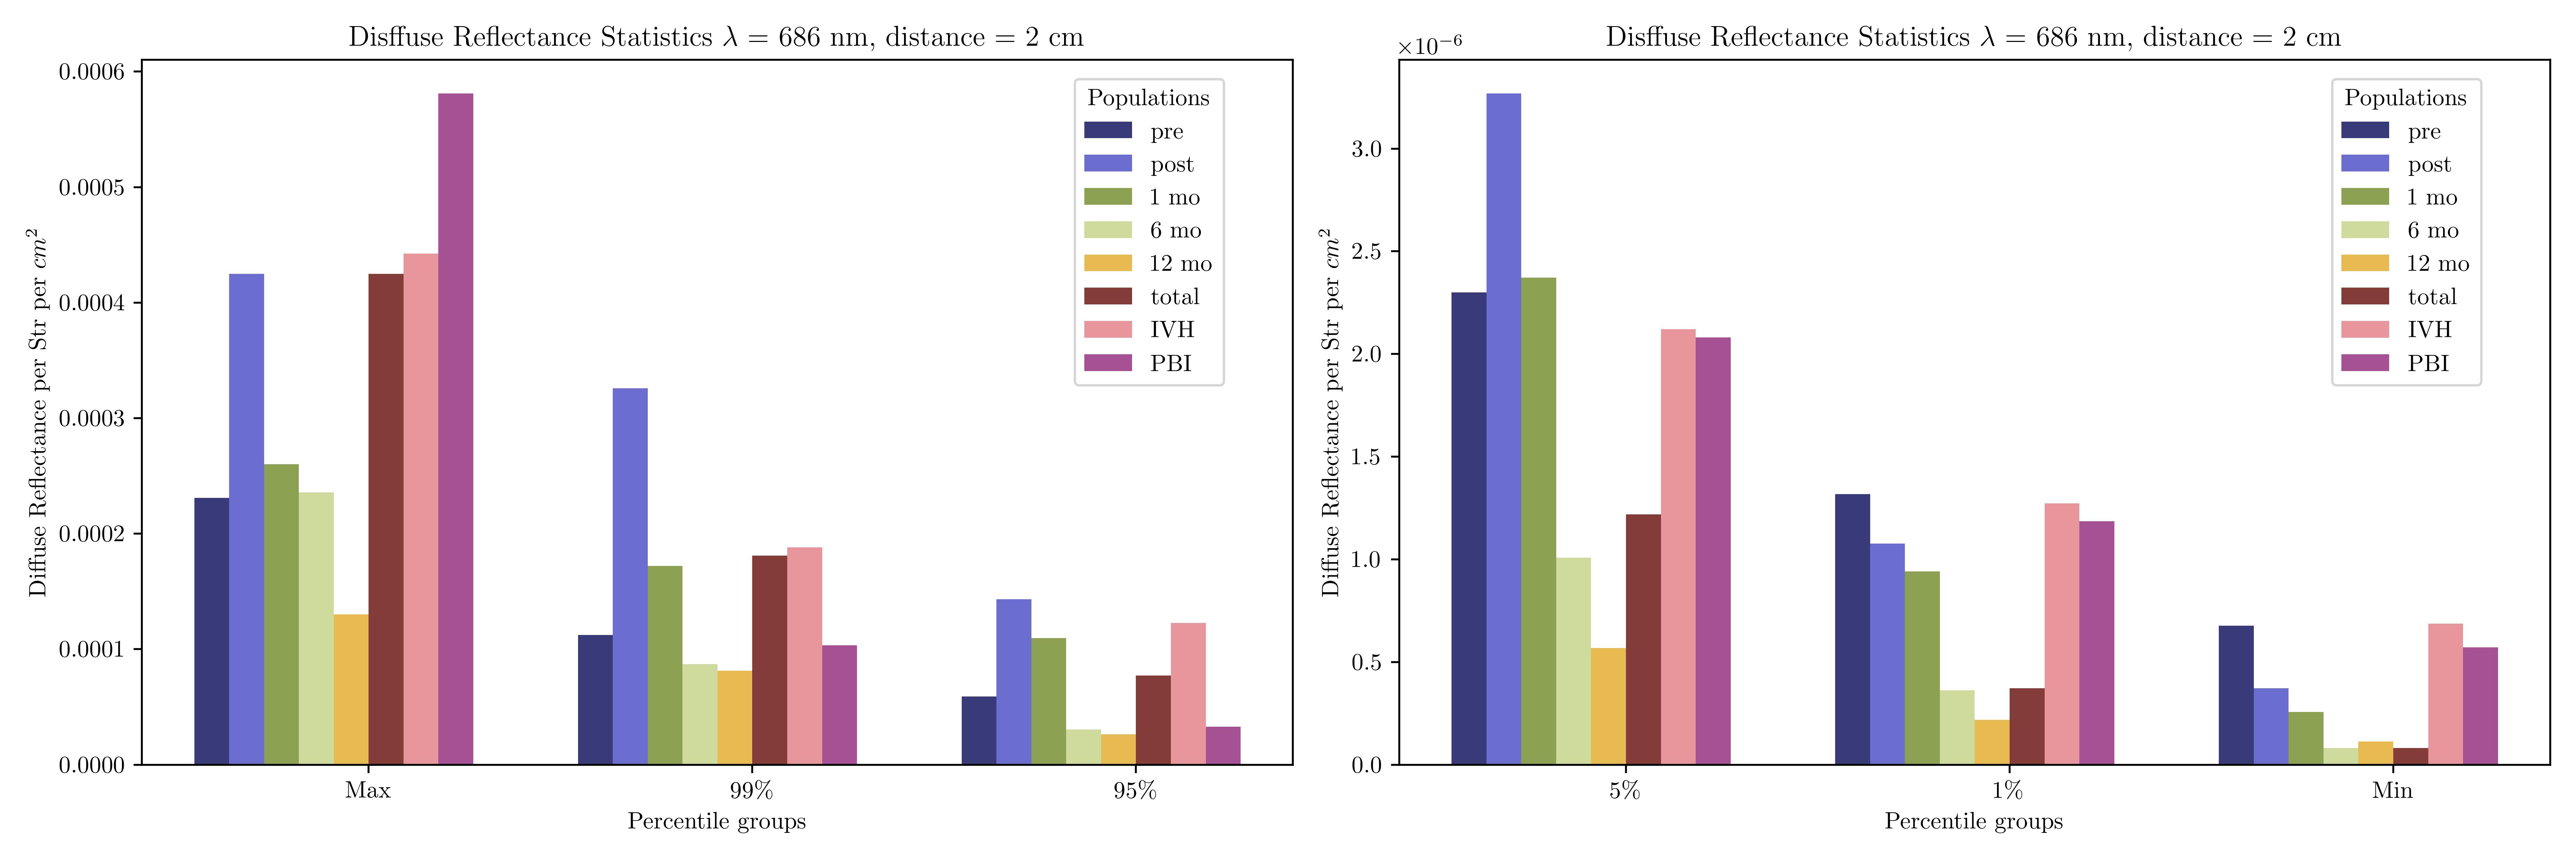 Disffuse Reflectance Statistics λ = 686 nm, distance = 2 cm
Diffuse Reflectance per Str per cm²
0.0006
0.0005
0.0004
0.0003
0.0002
0.0001
0.0000
Populations
pre
post
1 mo
6 mo
12 mo
total
IVH
PBI
Max
99%
95%
Percentile groups
Disffuse Reflectance Statistics λ = 686 nm, distance = 2 cm
×10⁻⁶
Diffuse Reflectance per Str per cm²
3.0
2.5
2.0
1.5
1.0
0.5
0.0
Populations
pre
post
1 mo
6 mo
12 mo
total
IVH
PBI
5%
1%
Min
Percentile groups